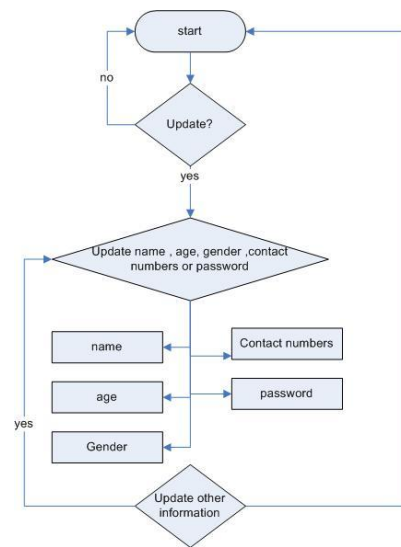 start
no
Update?
yes
Update name , age, gender ,contact
numbers or password
name
Contact numbers
age
password
yes
Gender
Update other
information